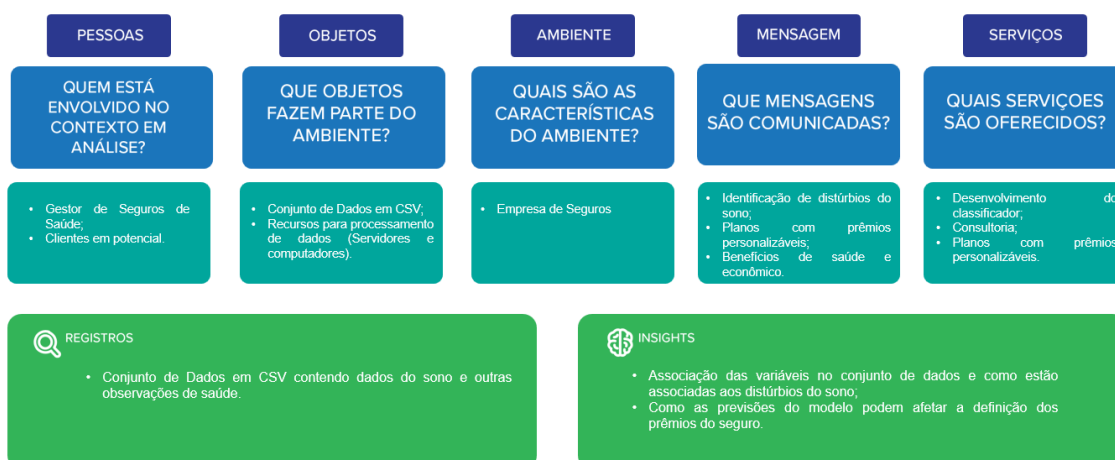 PESSOAS
OBJETOS
AMBIENTE
MENSAGEM
SERVIÇOS
QUEM ESTÁ
ENVOLVIDO NO
CONTEXTO EM
ANÁLISE?
QUE OBJETOS
FAZEM PARTE DO
AMBIENTE?
QUAIS SÃO AS
CARACTERÍSTICAS
DO AMBIENTE?
QUE MENSAGENS
SÃO COMUNICADAS?
QUAIS SERVIÇOES
SÃO OFERECIDOS?
• Gestor de Seguros de
Saúde;
• Clientes em potencial.
• Conjunto de Dados em CSV;
• Recursos para processamento
de dados (Servidores e
computadores).
• Empresa de Seguros
• Identificação de distúrbios do
sono;
• Planos com prêmios
personalizáveis;
• Benefícios de saúde e
econômico.
• Desenvolvimento do
classificador;
• Consultoria;
• Planos com prêmios
personalizáveis.
REGISTROS
• Conjunto de Dados em CSV contendo dados do sono e outras
observações de saúde.
INSIGHTS
• Associação das variáveis no conjunto de dados e como estão
associadas aos distúrbios do sono;
• Como as previsões do modelo podem afetar a definição dos
prêmios do seguro.